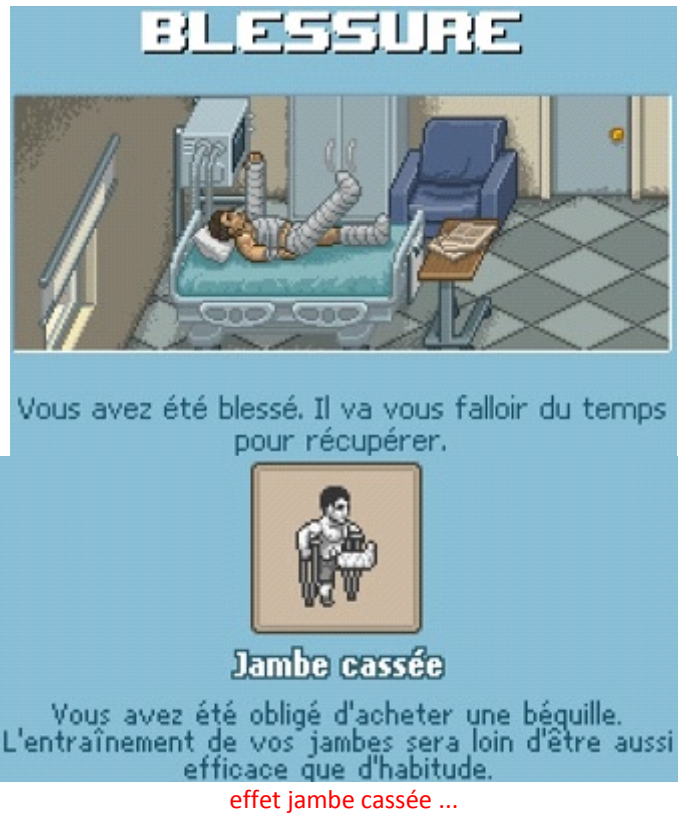 BLESSURE
Vous avez été blessé. Il va vous falloir du temps
pour récupérer.
Jambe cassée
Vous avez été obligé d'acheter une béquille.
L'entraînement de vos jambes sera loin d'être aussi
efficace que d'habitude.
effet jambe cassée ...